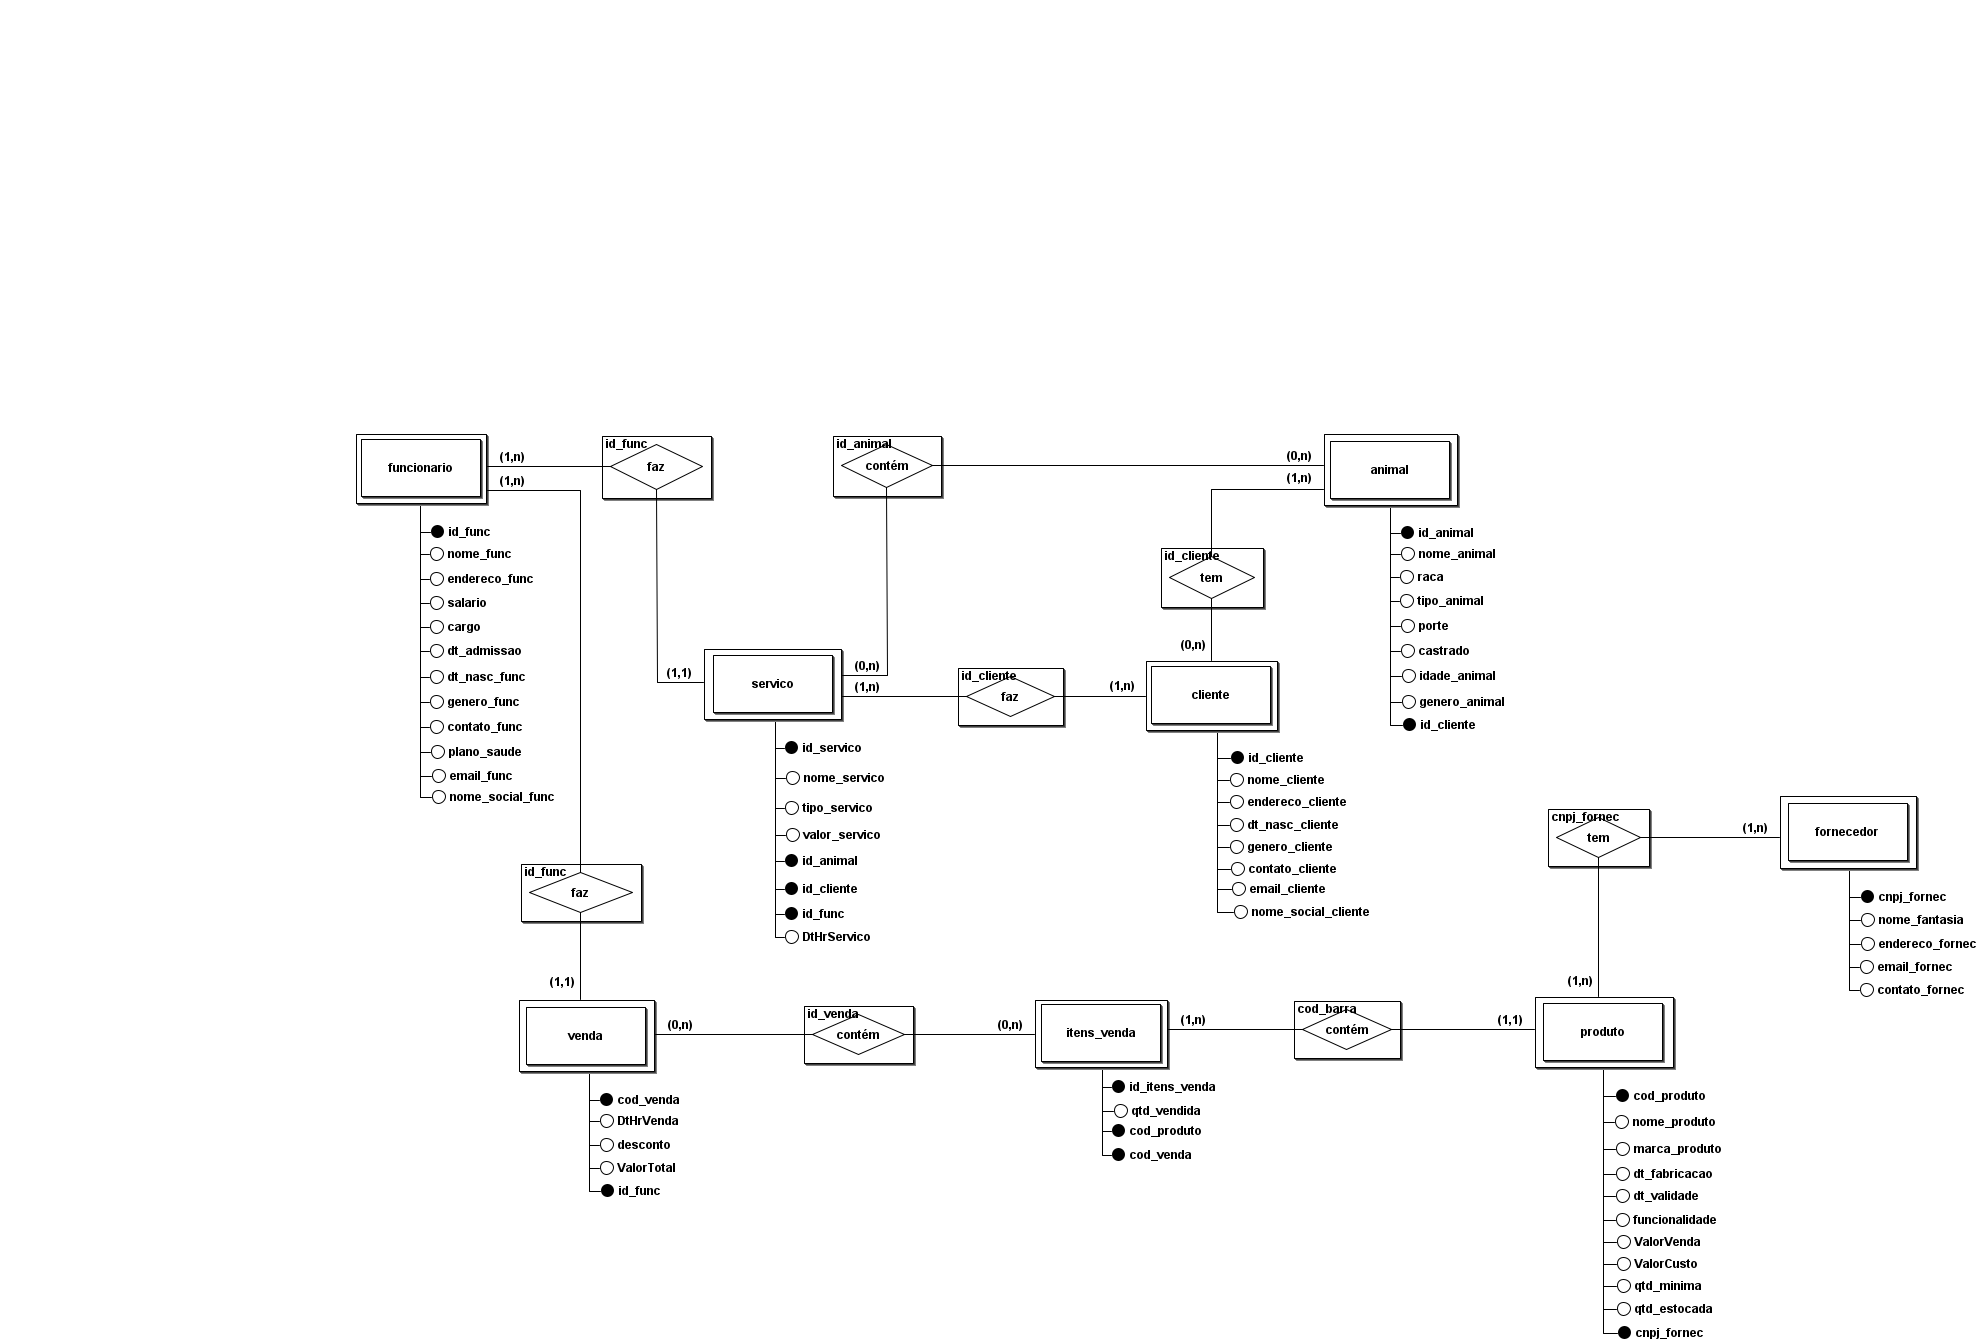 funcionario
(1,n)
(1,n)
id_func
faz
id_animal
contém
(0,n)
(1,n)
animal
id_func
nome_func
endereco_func
salario
cargo
dt_admissao
dt_nasc_func
genero_func
contato_func
plano_saude
email_func
nome_social_func
id_animal
nome_animal
raca
tipo_animal
porte
castrado
idade_animal
genero_animal
id_cliente
id_cliente
tem
(0,n)
(1,1)
servico
(0,n)
(1,n)
id_cliente
faz
(1,n)
cliente
id_servico
nome_servico
tipo_servico
valor_servico
id_animal
id_cliente
id_func
DtHrServico
id_cliente
nome_cliente
endereco_cliente
dt_nasc_cliente
genero_cliente
contato_cliente
email_cliente
nome_social_cliente
cnpj_fornec
tem
(1,n)
fornecedor
cnpj_fornec
nome_fantasia
endereco_fornec
email_fornec
contato_fornec
id_func
faz
(1,1)
(1,n)
venda
(0,n)
id_venda
contém
(0,n)
itens_venda
(1,n)
cod_barra
contém
(1,1)
produto
cod_venda
DtHrVenda
desconto
ValorTotal
id_func
id_itens_venda
qtd_vendida
cod_produto
cod_venda
cod_produto
nome_produto
marca_produto
dt_fabricacao
dt_validade
funcionalidade
ValorVenda
ValorCusto
qtd_minima
qtd_estocada
cnpj_fornec